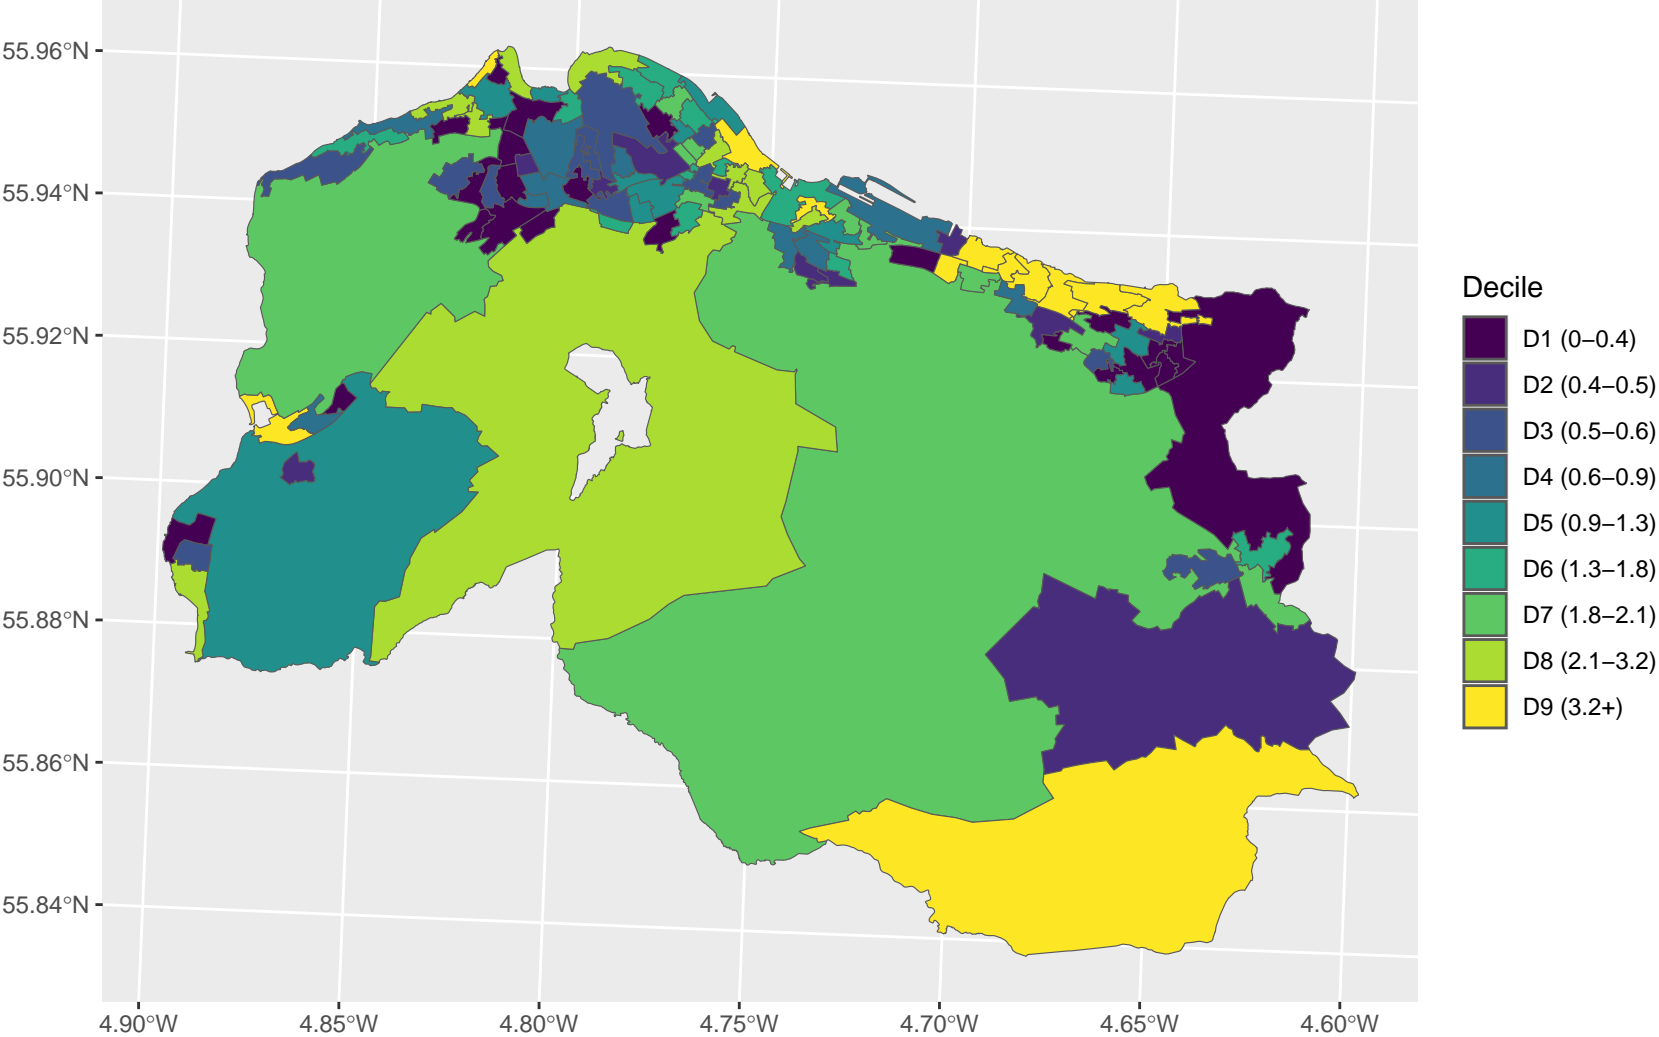 55.96°N
55.94°N
55.92°N
55.90°N
55.88°N
55.86°N
55.84°N
4.90°W
4.85°W
4.80°W
4.75°W
4.70°W
4.65°W
4.60°W
Decile
D1 (0−0.4)
D2 (0.4−0.5)
D3 (0.5−0.6)
D4 (0.6−0.9)
D5 (0.9−1.3)
D6 (1.3−1.8)
D7 (1.8−2.1)
D8 (2.1−3.2)
D9 (3.2+)